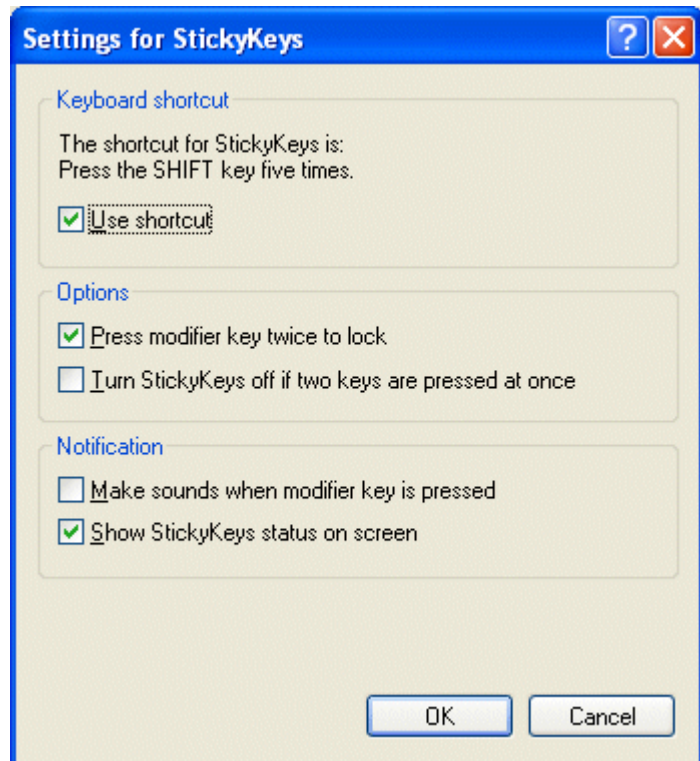 Settings for StickyKeys
?
Keyboard shortcut
The shortcut for StickyKeys is:
Press the SHIFT key five times.
Use shortcut
Options
Press modifier key twice to lock
Turn StickyKeys off if two keys are pressed at once
Notification
Make sounds when modifier key is pressed
Show StickyKeys status on screen
OK Cancel